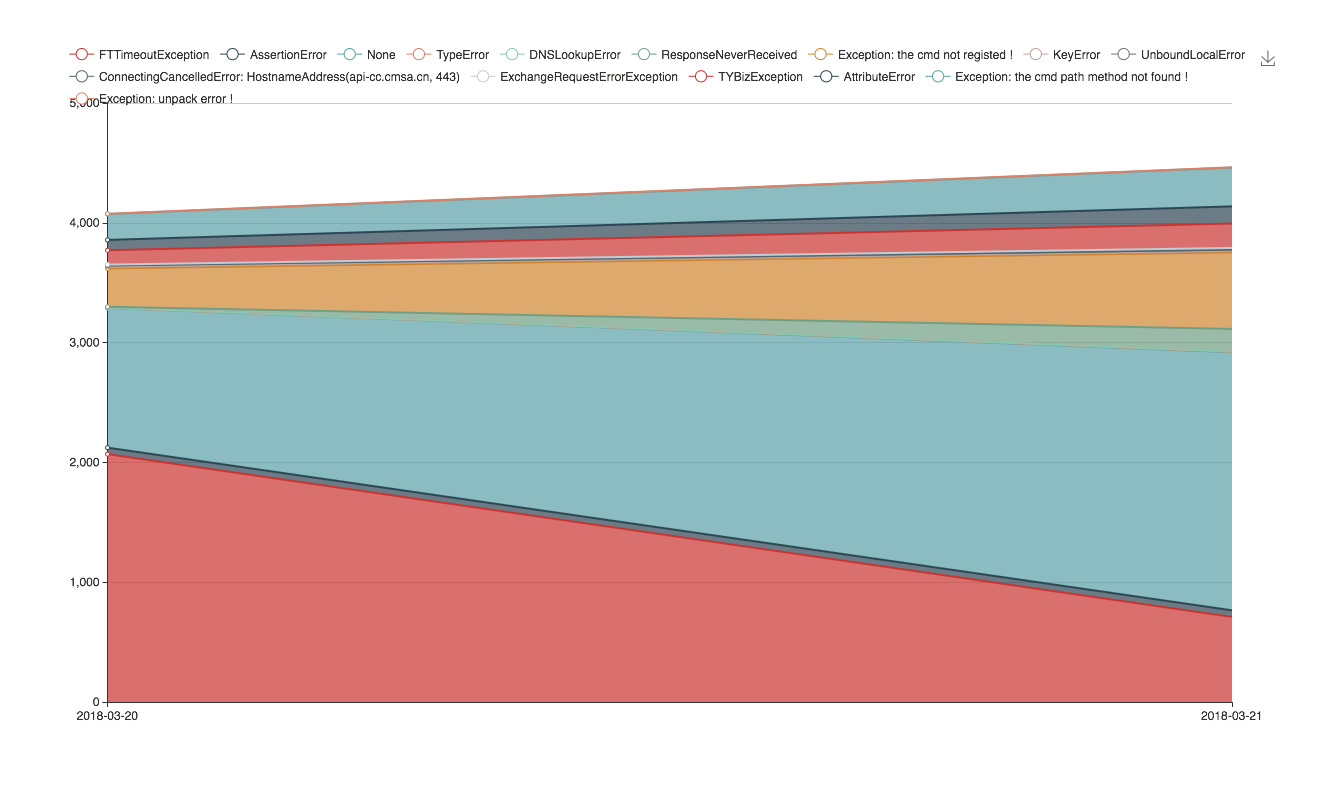 FTTimeoutException AssertionError None TypeError DNSLookupError ResponseNeverReceived Exception: the cmd not registed ! KeyError UnboundLocalError
ConnectingCancelledError: HostnameAddress(api-cc.cmsa.cn, 443) ExchangeRequestErrorException TYBizException AttributeError Exception: the cmd path method not found !
Exception: unpack error !
5,000
4,000
3,000
2,000
1,000
0
2018-03-20 2018-03-21